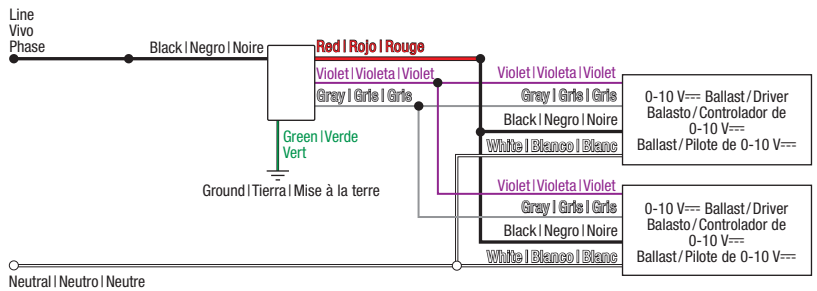 Line
Vivo
Phase
Black | Negro | Noire
Red | Rojo | Rouge
Violet | Violeta | Violet
Gray | Gris | Gris
Green | Verde
Vert
Ground | Tierra | Mise à la terre
Violet | Violeta | Violet
Gray | Gris | Gris
Black | Negro | Noire
White | Blanco | Blanc
0-10 V⎓ Ballast / Driver
Balasto / Controlador de
0-10 V⎓
Ballast / Pilote de 0-10 V⎓
Violet | Violeta | Violet
Gray | Gris | Gris
Black | Negro | Noire
White | Blanco | Blanc
0-10 V⎓ Ballast / Driver
Balasto / Controlador de
0-10 V⎓
Ballast / Pilote de 0-10 V⎓
Neutral | Neutro | Neutre